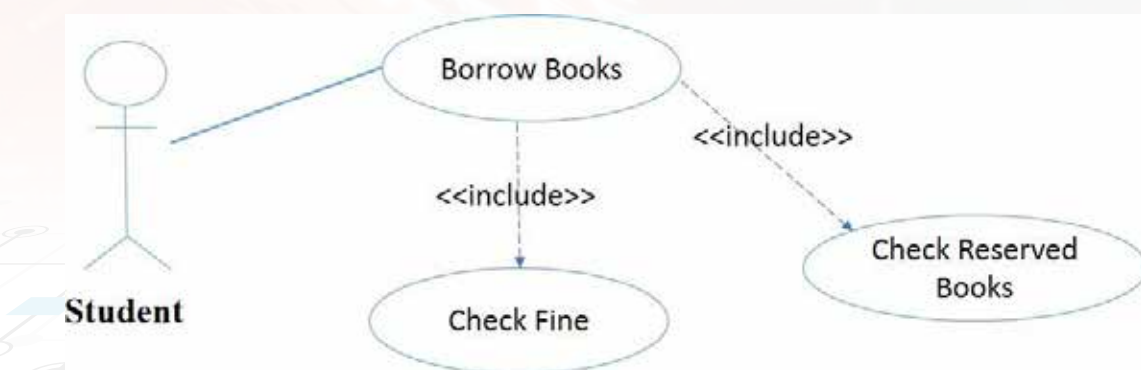 Borrow Books
<<include>>
<<include>>
Check Reserved
Books
Student
Check Fine